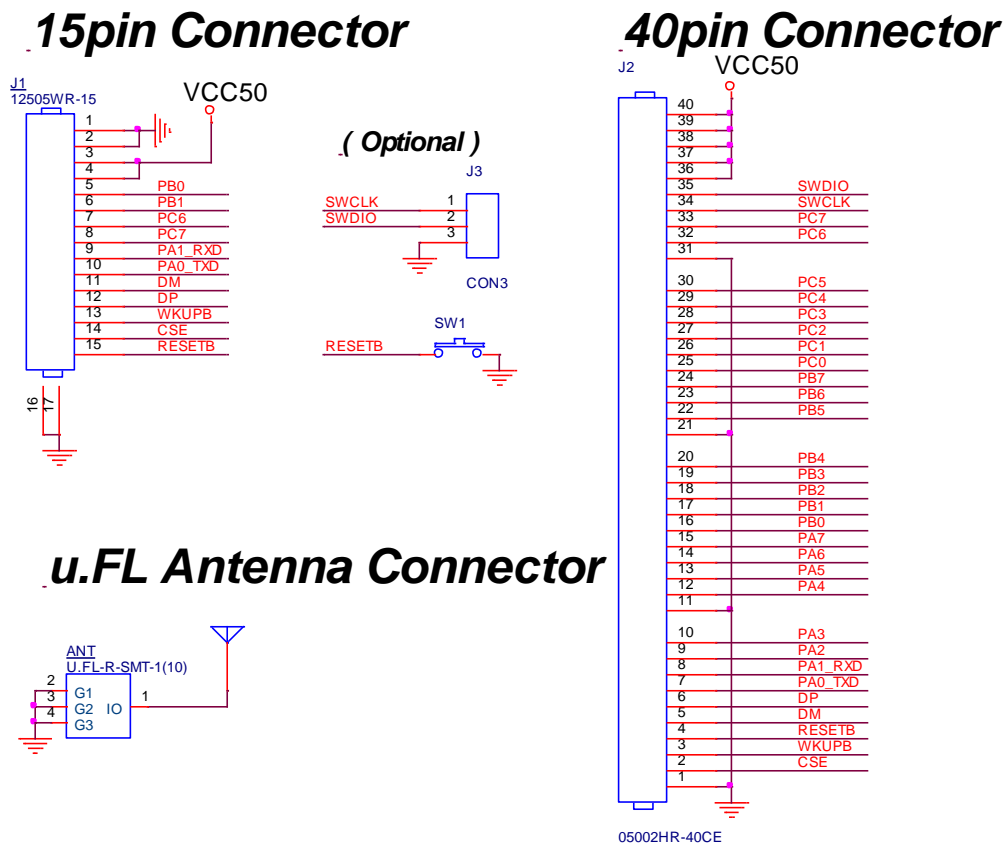 15pin Connector
J1
12505WR-15
VCC50
1
2
3
4
5 PB0
6 PB1
7 PC6
8 PC7
9 PA1_RXD
10 PA0_TXD
11 DM
12 DP
13 WKUPB
14 CSE
15 RESETB
16
17
( Optional )
J3
SWCLK 1
SWDIO 2
3
CON3
SW1
RESETB
u.FL Antenna Connector
ANT
U.FL-R-SMT-1(10)
2 G1
3 G2 IO 1
4 G3
40pin Connector
J2
VCC50
40
39
38
37
36
35 SWDIO
34 SWCLK
33 PC7
32 PC6
31
30 PC5
29 PC4
28 PC3
27 PC2
26 PC1
25 PC0
24 PB7
23 PB6
22 PB5
21
20 PB4
19 PB3
18 PB2
17 PB1
16 PB0
15 PA7
14 PA6
13 PA5
12 PA4
11
10 PA3
9 PA2
8 PA1_RXD
7 PA0_TXD
6 DP
5 DM
4 RESETB
3 WKUPB
2 CSE
1
05002HR-40CE